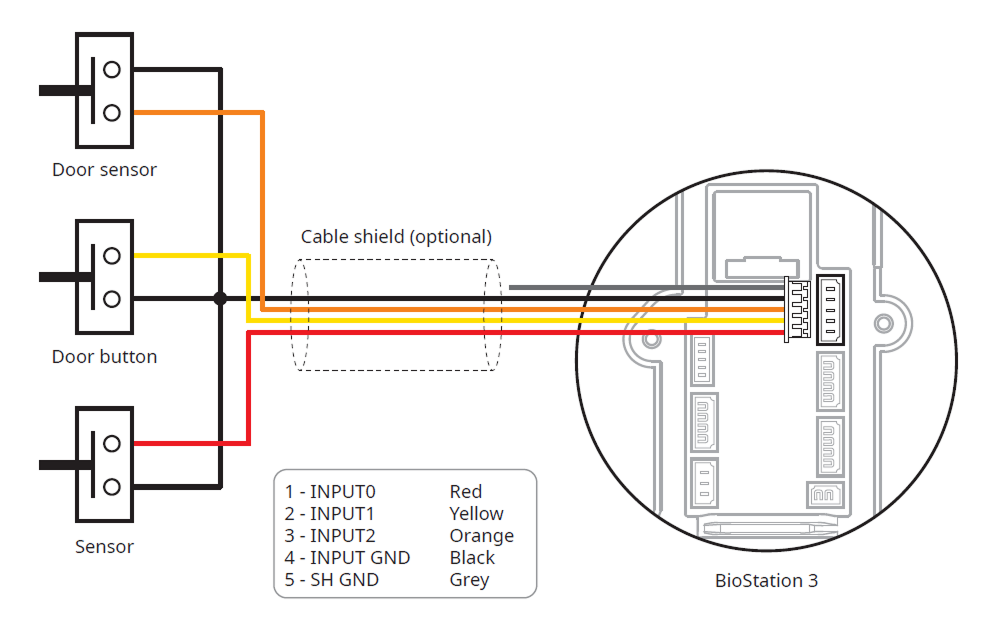 Door sensor
Cable shield (optional)
Door button
1 - INPUT0 Red
2 - INPUT1 Yellow
3 - INPUT2 Orange
4 - INPUT GND Black
5 - SH GND Grey
Sensor
BioStation 3